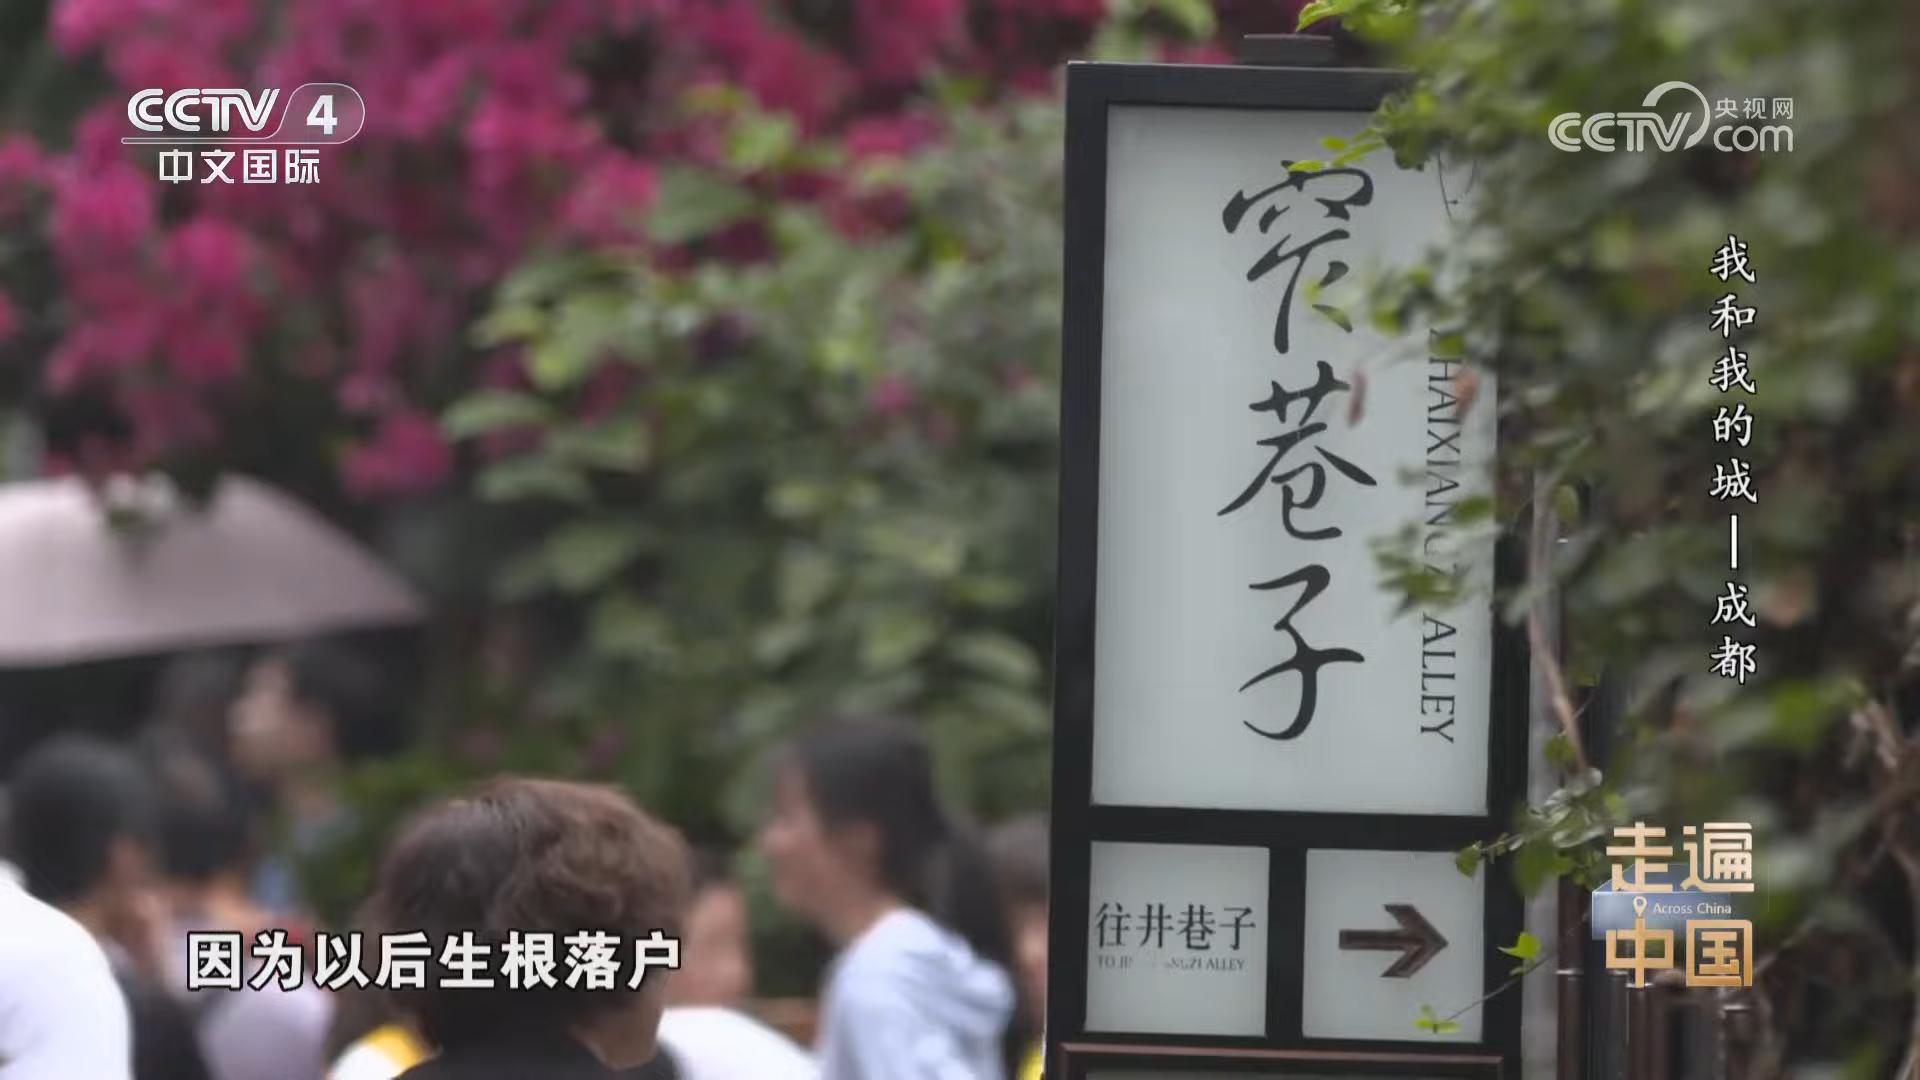 CCTV 4
中文国际
央视网
CCTV.com
我和我的城—成都
窄巷子
ALLEY
往井巷子
ALLEY
走遍
Across China
中国
因为以后生根落户